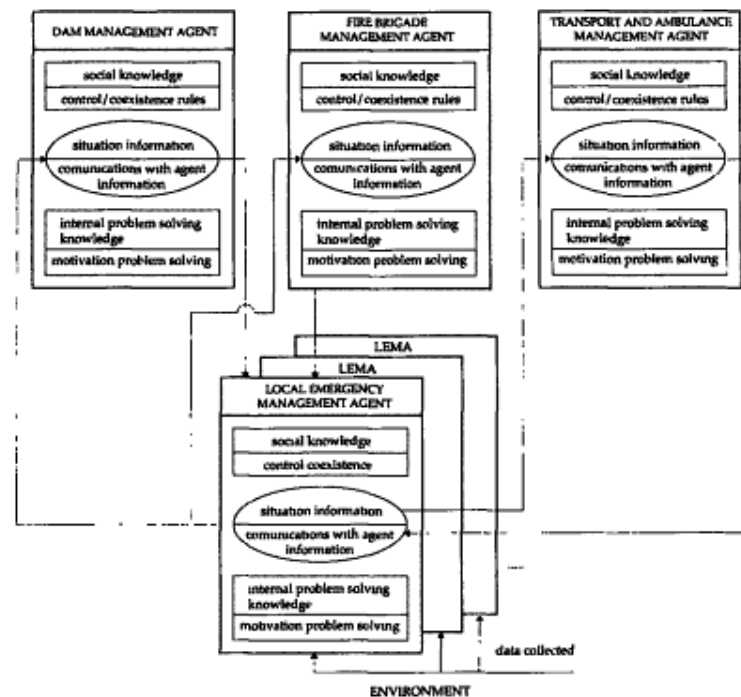 DAM MANAGEMENT AGENT
social knowledge
control/coexistence rules
situation information
comunications with agent
information
internal problem solving
knowledge
motivation problem solving
FIRE BRIGADE
MANAGEMENT AGENT
social knowledge
control/coexistence rules
situation information
comunications with agent
information
internal problem solving
knowledge
motivation problem solving
TRANSPORT AND AMBULANCE
MANAGEMENT AGENT
social knowledge
control/coexistence rules
situation information
comunications with agent
information
internal problem solving
knowledge
motivation problem solving
LEMA
LEMA
LOCAL EMERGENCY
MANAGEMENT AGENT
social knowledge
control coexistence
situation information
comunications with agent
information
internal problem solving
knowledge
motivation problem solving
data collected
ENVIRONMENT